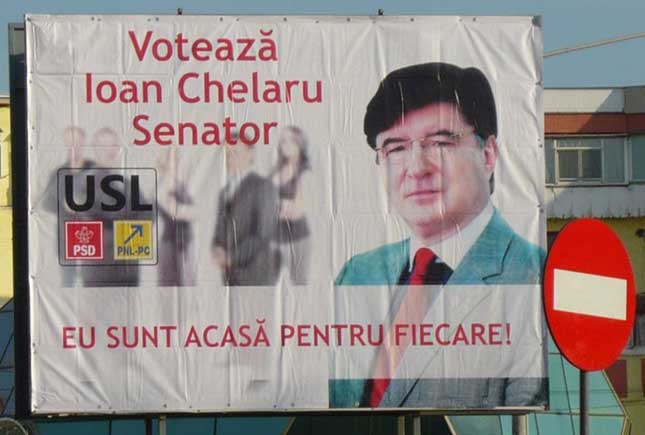 Votează
Ioan Chelaru
Senator
USL
PSD
PNL-PC
EU SUNT ACASĂ PENTRU FIECARE!